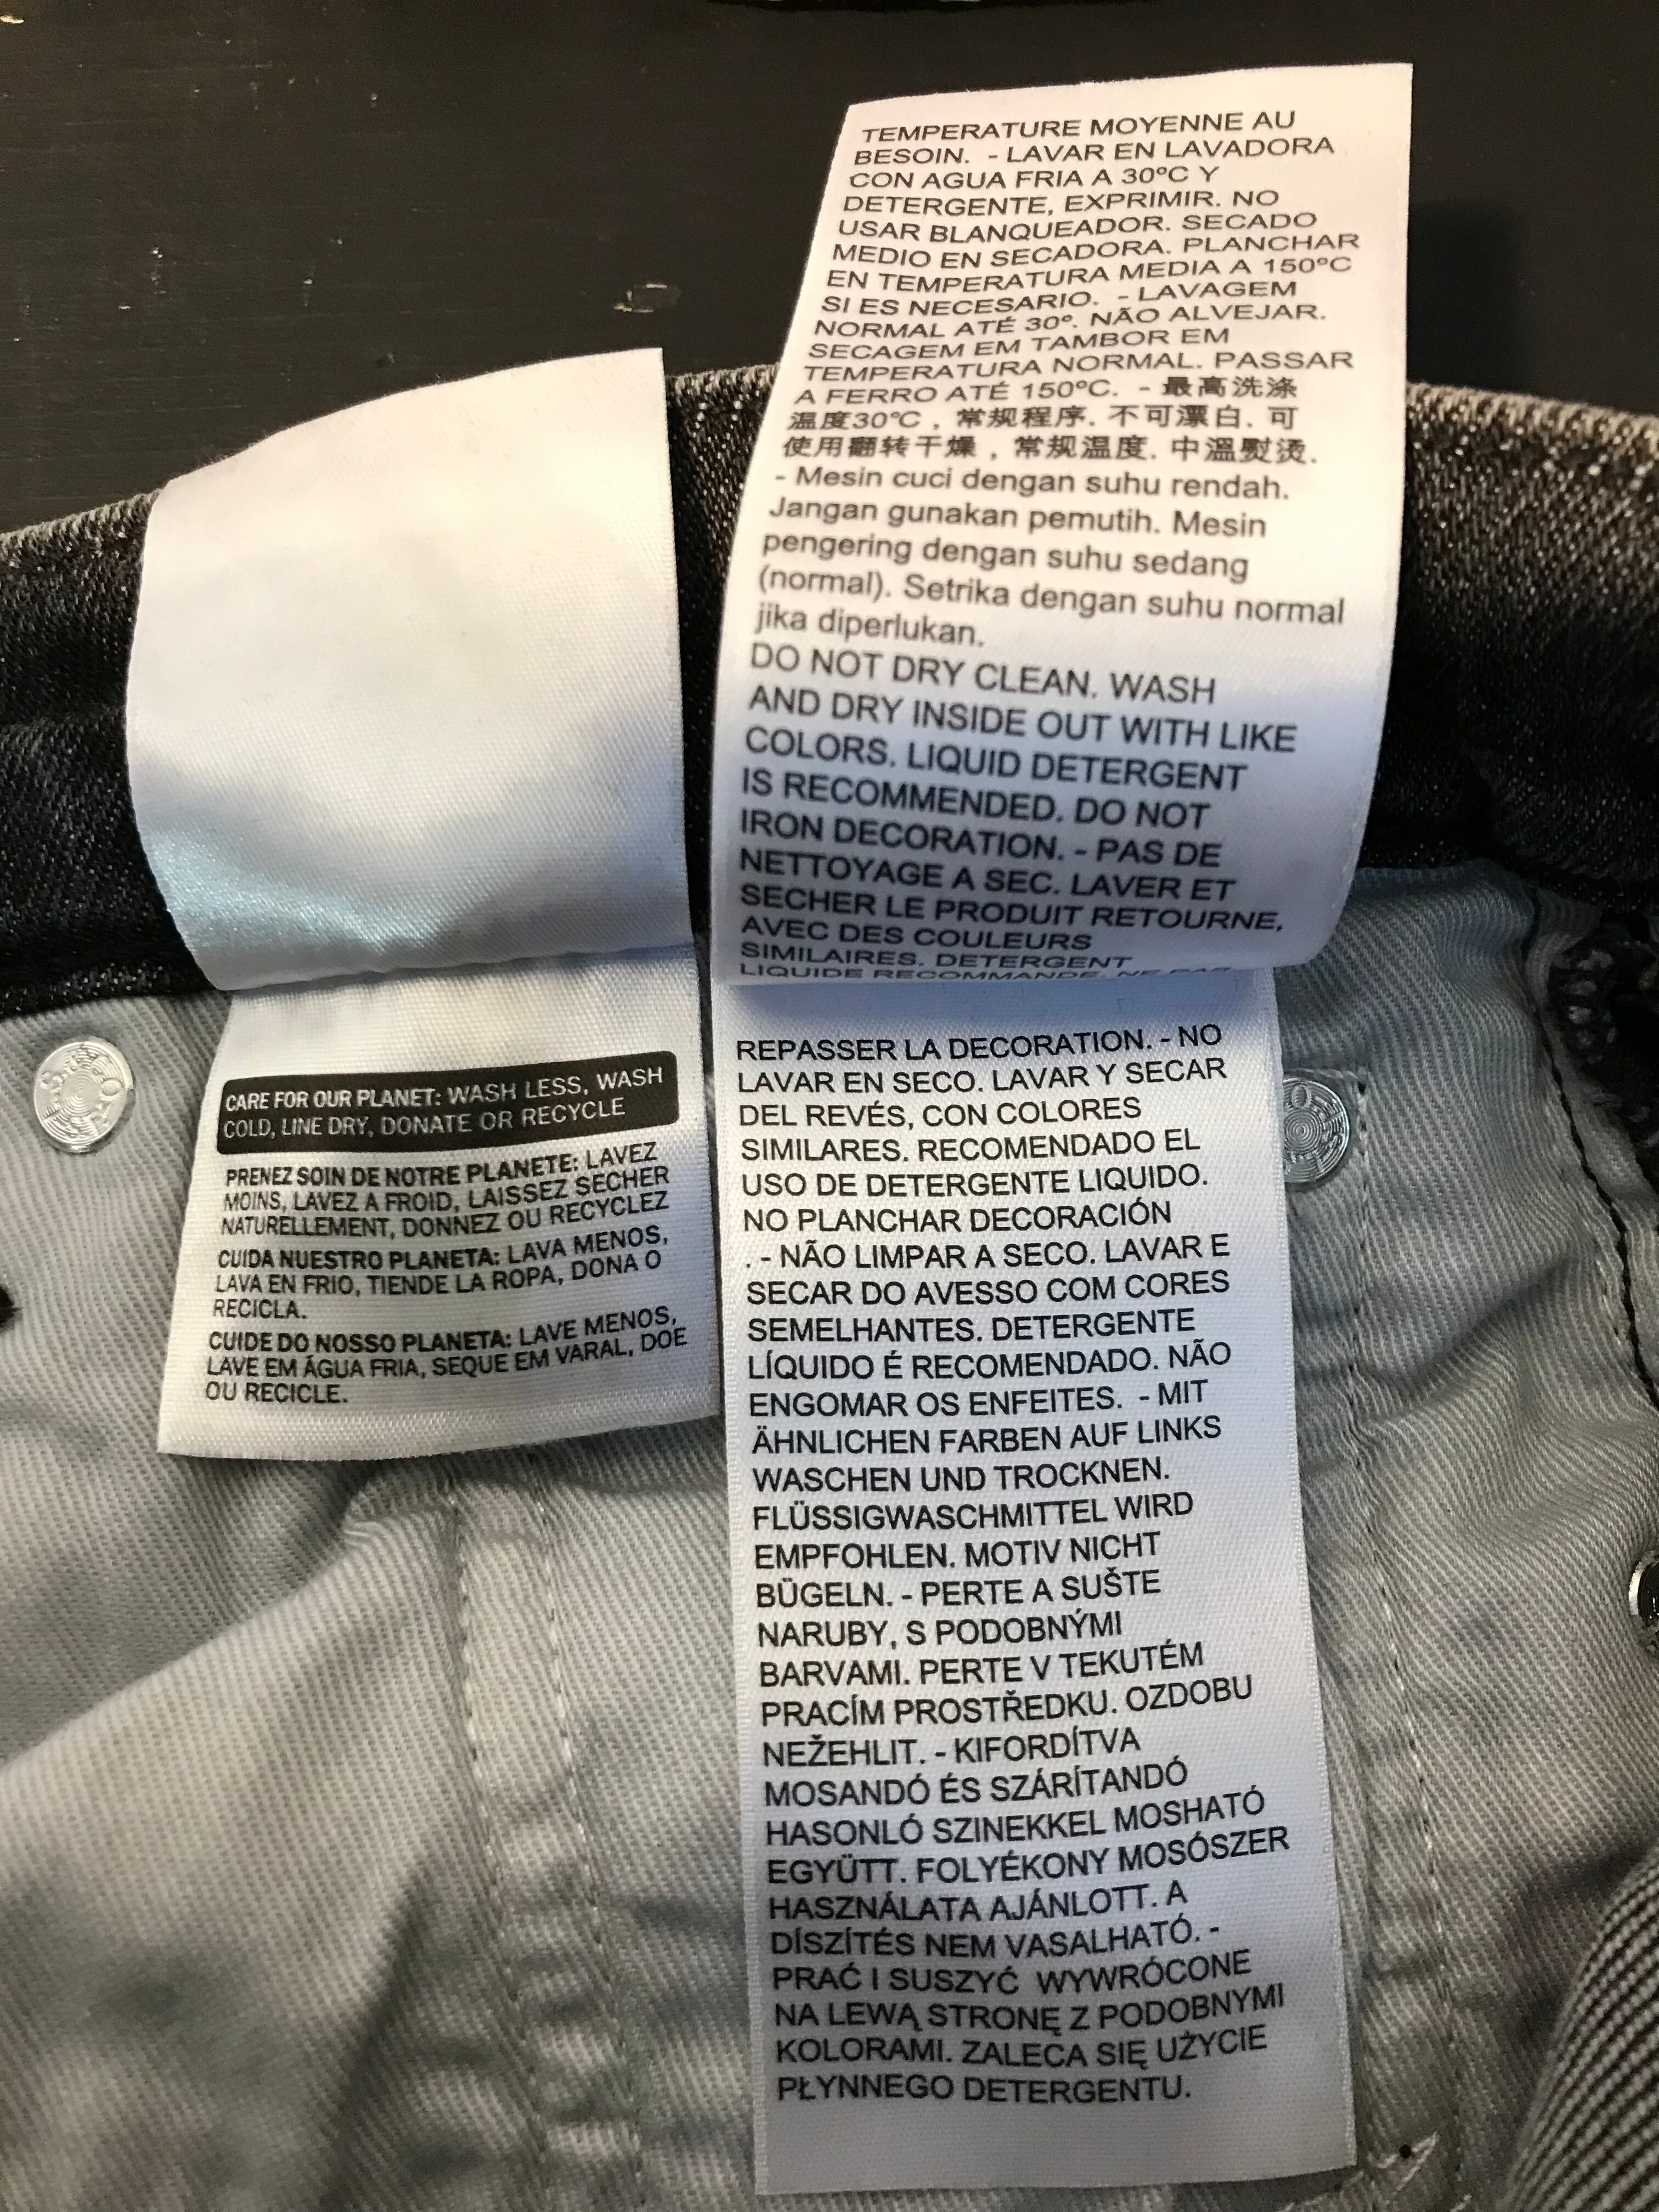 TEMPERATURE MOYENNE AU
BESOIN. - LAVAR EN LAVADORA
CON AGUA FRIA A 30ºC Y
DETERGENTE, EXPRIMIR. NO
USAR BLANQUEADOR. SECADO
MEDIO EN SECADORA. PLANCHAR
EN TEMPERATURA MEDIA A 150ºC
SI ES NECESARIO. - LAVAGEM
NORMAL ATÉ 30º. NÃO ALVEJAR.
SECAGEM EM TAMBOR EM
TEMPERATURA NORMAL. PASSAR
A FERRO ATÉ 150ºC. - 最高洗涤
温度30℃，常规程序. 不可漂白. 可
使用翻转干燥，常规温度. 中溫熨烫.
- Mesin cuci dengan suhu rendah.
Jangan gunakan pemutih. Mesin
pengering dengan suhu sedang
(normal). Setrika dengan suhu normal
jika diperlukan.
DO NOT DRY CLEAN. WASH
AND DRY INSIDE OUT WITH LIKE
COLORS. LIQUID DETERGENT
IS RECOMMENDED. DO NOT
IRON DECORATION. - PAS DE
NETTOYAGE A SEC. LAVER ET
SECHER LE PRODUIT RETOURNE,
AVEC DES COULEURS
SIMILAIRES. DETERGENT
LIQUIDE RECOMMANDE. NE PAS
REPASSER LA DECORATION. - NO
LAVAR EN SECO. LAVAR Y SECAR
DEL REVÉS, CON COLORES
SIMILARES. RECOMENDADO EL
USO DE DETERGENTE LIQUIDO.
NO PLANCHAR DECORACIÓN
. - NÃO LIMPAR A SECO. LAVAR E
SECAR DO AVESSO COM CORES
SEMELHANTES. DETERGENTE
LÍQUIDO É RECOMENDADO. NÃO
ENGOMAR OS ENFEITES. - MIT
ÄHNLICHEN FARBEN AUF LINKS
WASCHEN UND TROCKNEN.
FLÜSSIGWASCHMITTEL WIRD
EMPFOHLEN. MOTIV NICHT
BÜGELN. - PERTE A SUŠTE
NARUBY, S PODOBNÝMI
BARVAMI. PERTE V TEKUTÉM
PRACÍM PROSTŘEDKU. OZDOBU
NEŽEHLIT. - KIFORDÍTVA
MOSANDÓ ÉS SZÁRÍTANDÓ
HASONLÓ SZINEKKEL MOSHATÓ
EGYÜTT. FOLYÉKONY MOSÓSZER
HASZNÁLATA AJÁNLOTT. A
DÍSZÍTÉS NEM VASALHATÓ. -
PRAĆ I SUSZYĆ WYWRÓCONE
NA LEWĄ STRONĘ Z PODOBNYMI
KOLORAMI. ZALECA SIĘ UŻYCIE
PŁYNNEGO DETERGENTU.
CARE FOR OUR PLANET: WASH LESS, WASH
COLD, LINE DRY, DONATE OR RECYCLE
PRENEZ SOIN DE NOTRE PLANETE: LAVEZ
MOINS, LAVEZ A FROID, LAISSEZ SECHER
NATURELLEMENT, DONNEZ OU RECYCLEZ
CUIDA NUESTRO PLANETA: LAVA MENOS,
LAVA EN FRIO, TIENDE LA ROPA, DONA O
RECICLA.
CUIDE DO NOSSO PLANETA: LAVE MENOS,
LAVE EM ÁGUA FRIA, SEQUE EM VARAL, DOE
OU RECICLE.